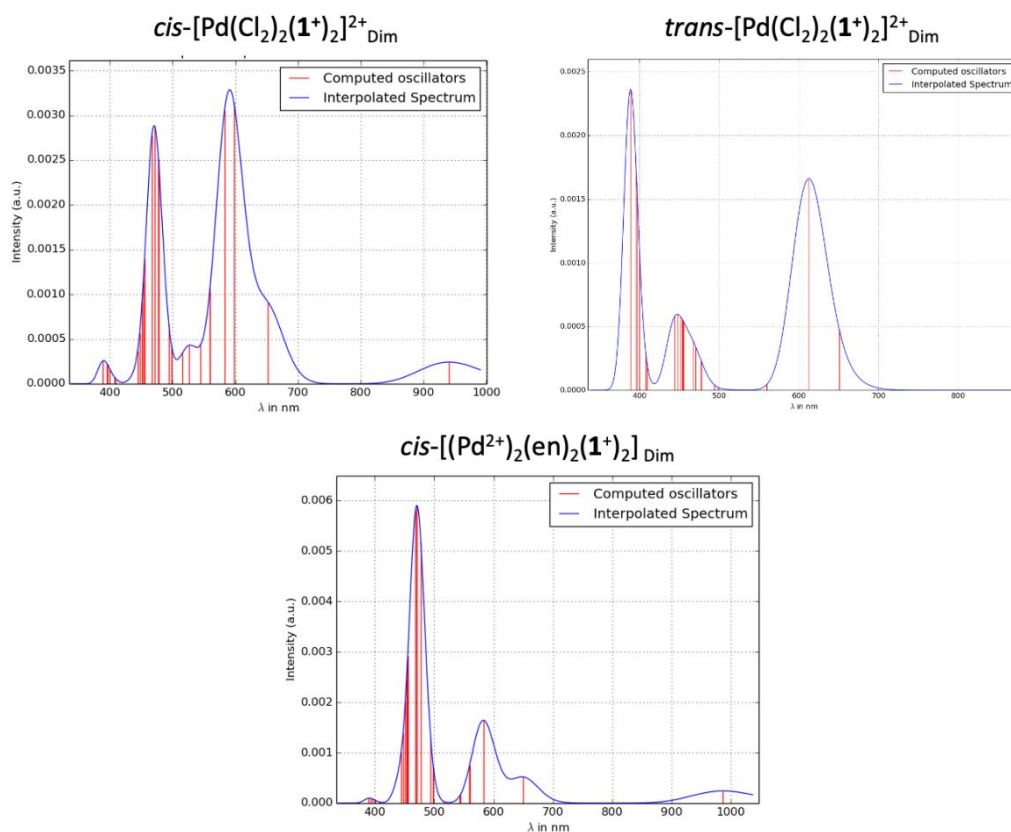 cis-[Pd(Cl₂)₂(1⁺)₂]²⁺Dim
Computed oscillators
Interpolated Spectrum
Intensity (a.u.)
0.0035
0.0030
0.0025
0.0020
0.0015
0.0010
0.0005
0.0000
400 500 600 700 800 900 1000
λ in nm
trans-[Pd(Cl₂)₂(1⁺)₂]²⁺Dim
Computed oscillators
Interpolated Spectrum
Intensity (a.u.)
0.0025
0.0020
0.0015
0.0010
0.0005
0.0000
400 500 600 700 800
λ in nm
cis-[(Pd²⁺)₂(en)₂(1⁺)₂] Dim
Computed oscillators
Interpolated Spectrum
Intensity (a.u.)
0.006
0.005
0.004
0.003
0.002
0.001
0.000
400 500 600 700 800 900 1000
λ in nm